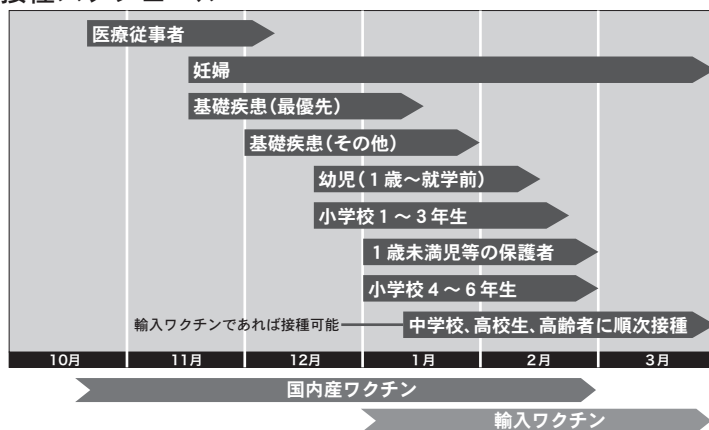 医療従事者
妊婦
基礎疾患(最優先)
基礎疾患(その他)
幼児(1歳〜就学前)
小学校1〜3年生
1歳未満児等の保護者
小学校4〜6年生
輸入ワクチンであれば接種可能 中学校、高校生、高齢者に順次接種
10月 11月 12月 1月 2月 3月
国内産ワクチン
輸入ワクチン